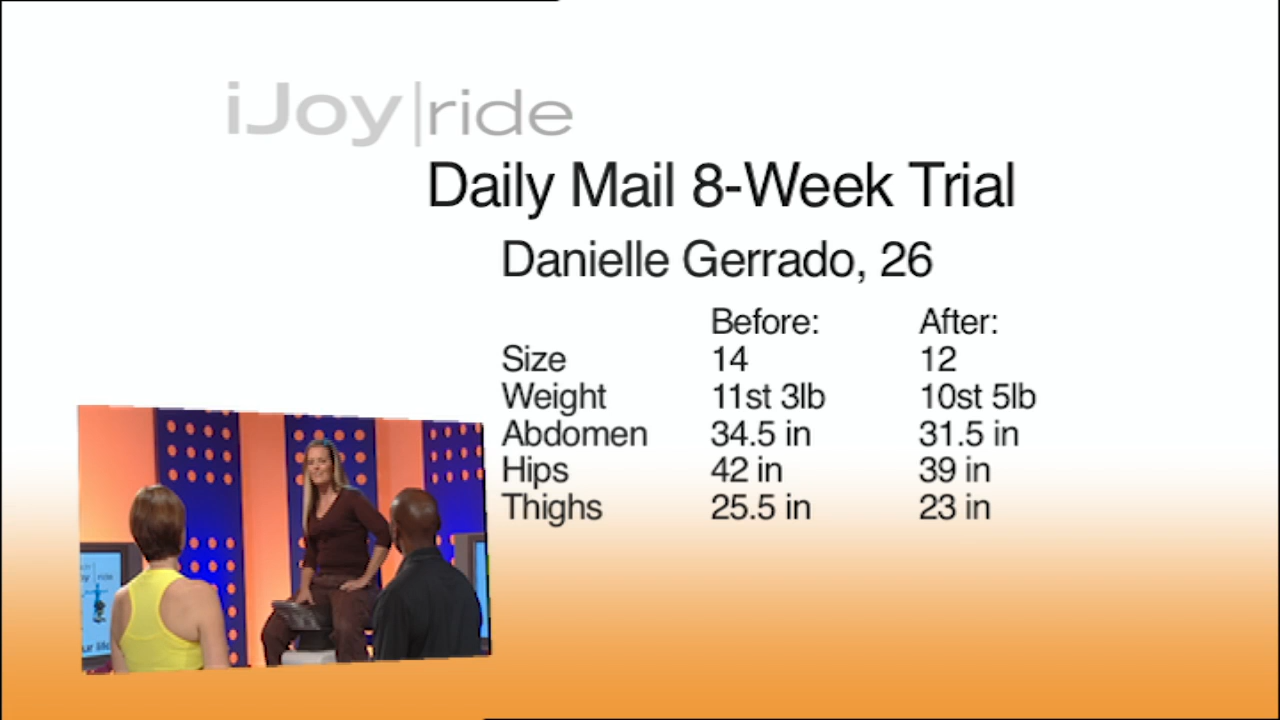 iJoy|ride
Daily Mail 8-Week Trial
Danielle Gerrado, 26
Before: After:
Size 14 12
Weight 11st 3lb 10st 5lb
Abdomen 34.5 in 31.5 in
Hips 42 in 39 in
Thighs 25.5 in 23 in
ride